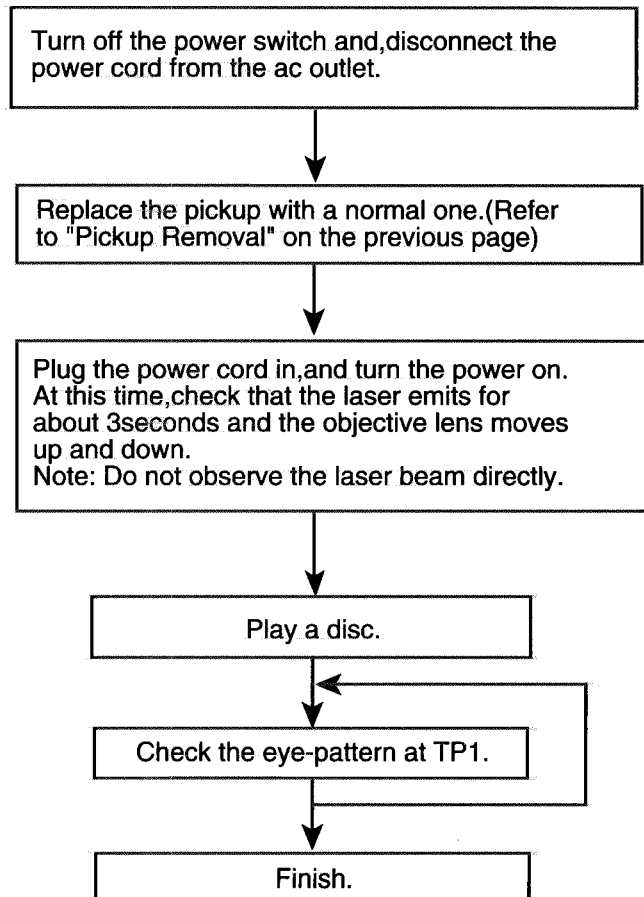 Turn off the power switch and,disconnect the
power cord from the ac outlet.
Replace the pickup with a normal one.(Refer
to "Pickup Removal" on the previous page)
Plug the power cord in,and turn the power on.
At this time,check that the laser emits for
about 3seconds and the objective lens moves
up and down.
Note: Do not observe the laser beam directly.
Play a disc.
Check the eye-pattern at TP1.
Finish.